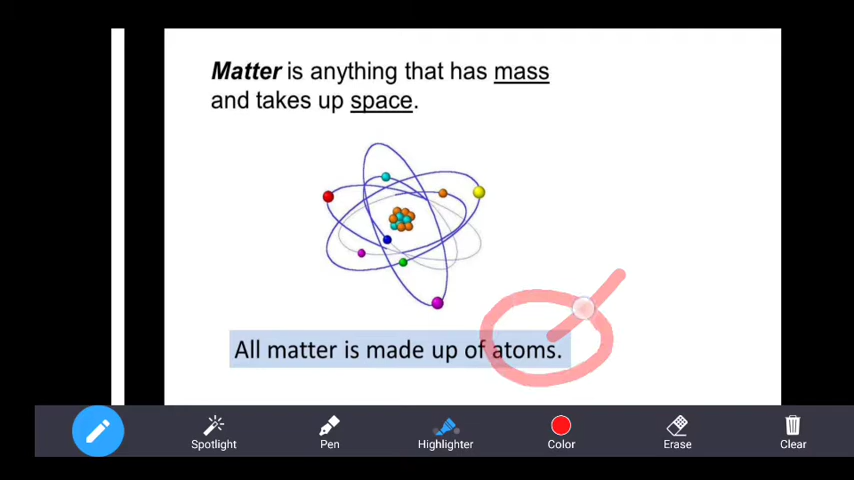 Matter is anything that has mass
and takes up space.
All matter is made up of atoms.
Spotlight
Pen
Highlighter
Color
Erase
Clear